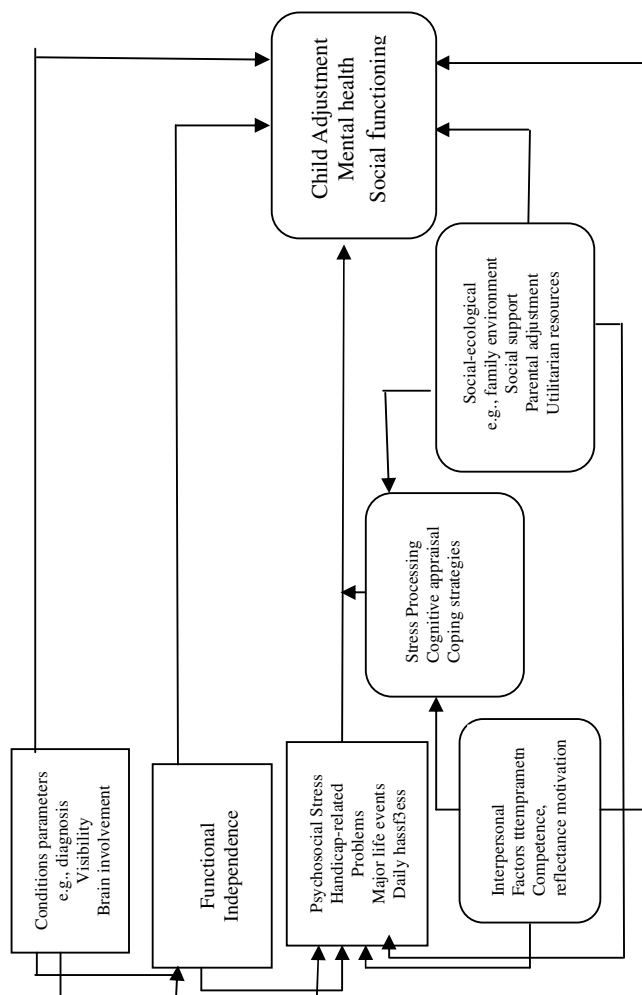 Conditions parameters
e.g., diagnosis
Visibility
Brain involvement
Functional
Independence
Psychosocial Stress
Handicap-related
Problems
Major life events
Daily hassf3ess
Interpersonal
Factors tttemprametn
Competence,
reflectance motivation
Stress Processing
Cognitive appraisal
Coping strategies
Social-ecological
e.g., family environment
Social support
Parental adjustment
Utilitarian resources
Child Adjustment
Mental health
Social functioning